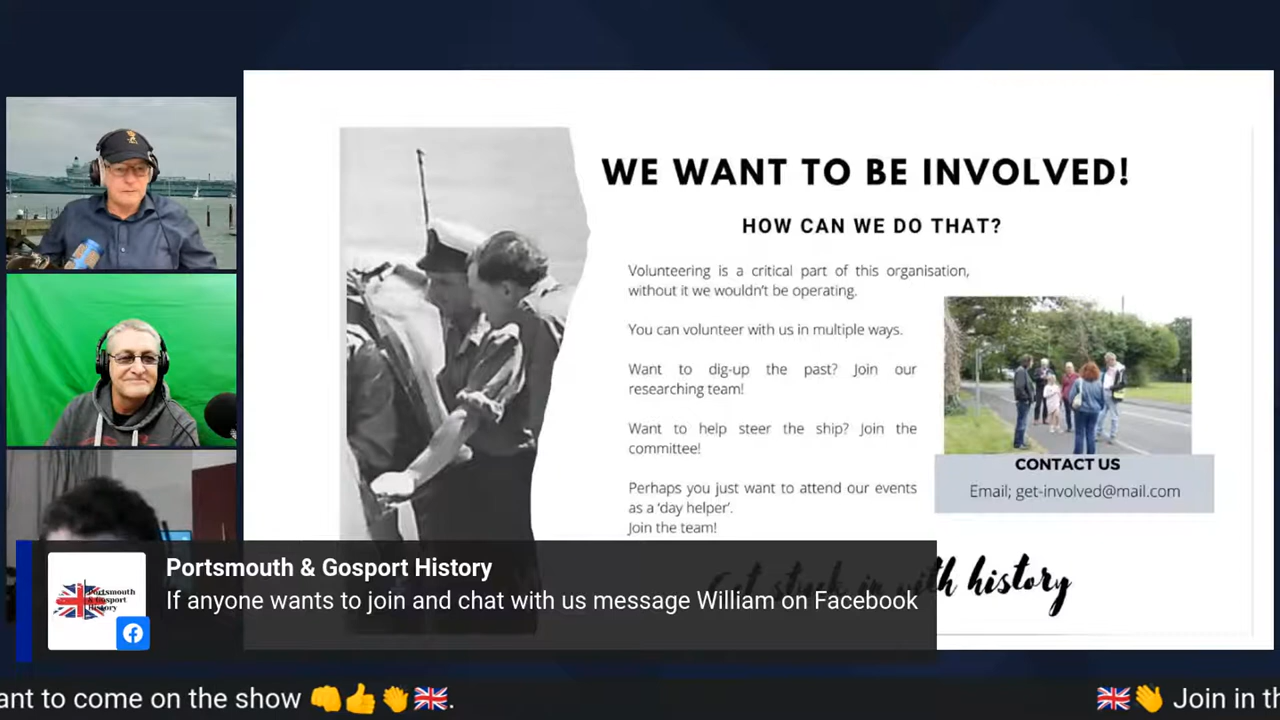 WE WANT TO BE INVOLVED!
HOW CAN WE DO THAT?
Volunteering is a critical part of this organisation,
without it we wouldn't be operating.
You can volunteer with us in multiple ways.
Want to dig-up the past? Join our
researching team!
Want to help steer the ship? Join the
committee!
Perhaps you just want to attend our events
as a 'day helper'.
Join the team!
CONTACT US
Email; get-involved@mail.com
with history
Portsmouth
& Gosport
History
Portsmouth & Gosport History
If anyone wants to join and chat with us message William on Facebook
ant to come on the show 👊👍👏🇬🇧.
🇬🇧👋 Join in th